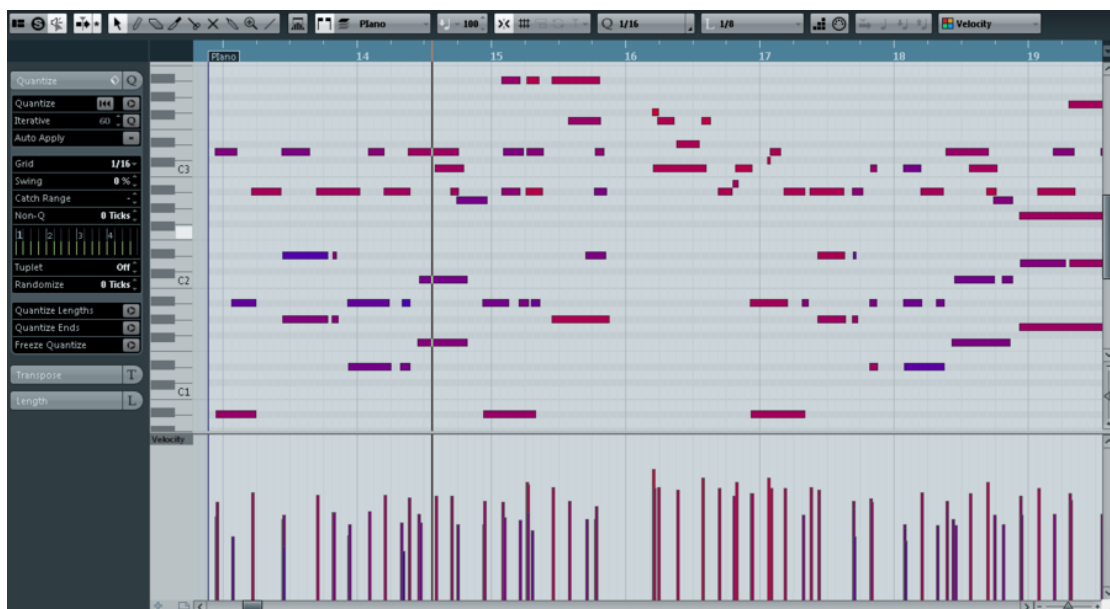 Piano 100 Q 1/16 L 1/8 Velocity
Piano 14 15 16 17 18 19
Quantize Q
Quantize
Iterative 60 Q
Auto Apply
Grid 1/16
Swing 0 %
Catch Range -
Non-Q 0 Ticks
1 2 3 4
Tuplet Off
Randomize 0 Ticks
Quantize Lengths
Quantize Ends
Freeze Quantize
Transpose T
Length L
C3
C2
C1
Velocity